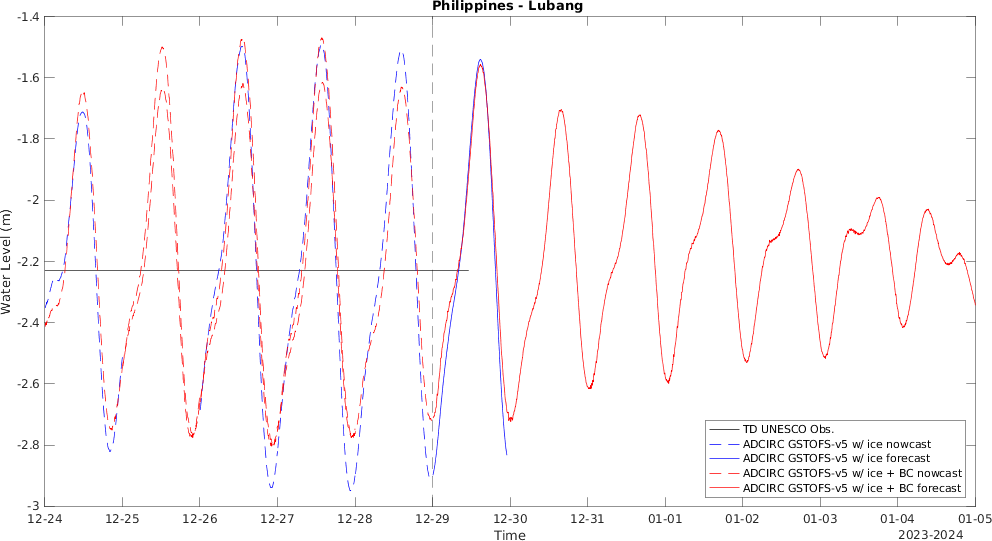 Philippines - Lubang
-1.4
-1.6
-1.8
-2
-2.2
-2.4
-2.6
-2.8
-3
Water Level (m)
TD UNESCO Obs.
ADCIRC GSTOFS-v5 w/ ice nowcast
ADCIRC GSTOFS-v5 w/ ice forecast
ADCIRC GSTOFS-v5 w/ ice + BC nowcast
ADCIRC GSTOFS-v5 w/ ice + BC forecast
12-24 12-25 12-26 12-27 12-28 12-29 12-30 12-31 01-01 01-02 01-03 01-04 01-05
Time
2023-2024